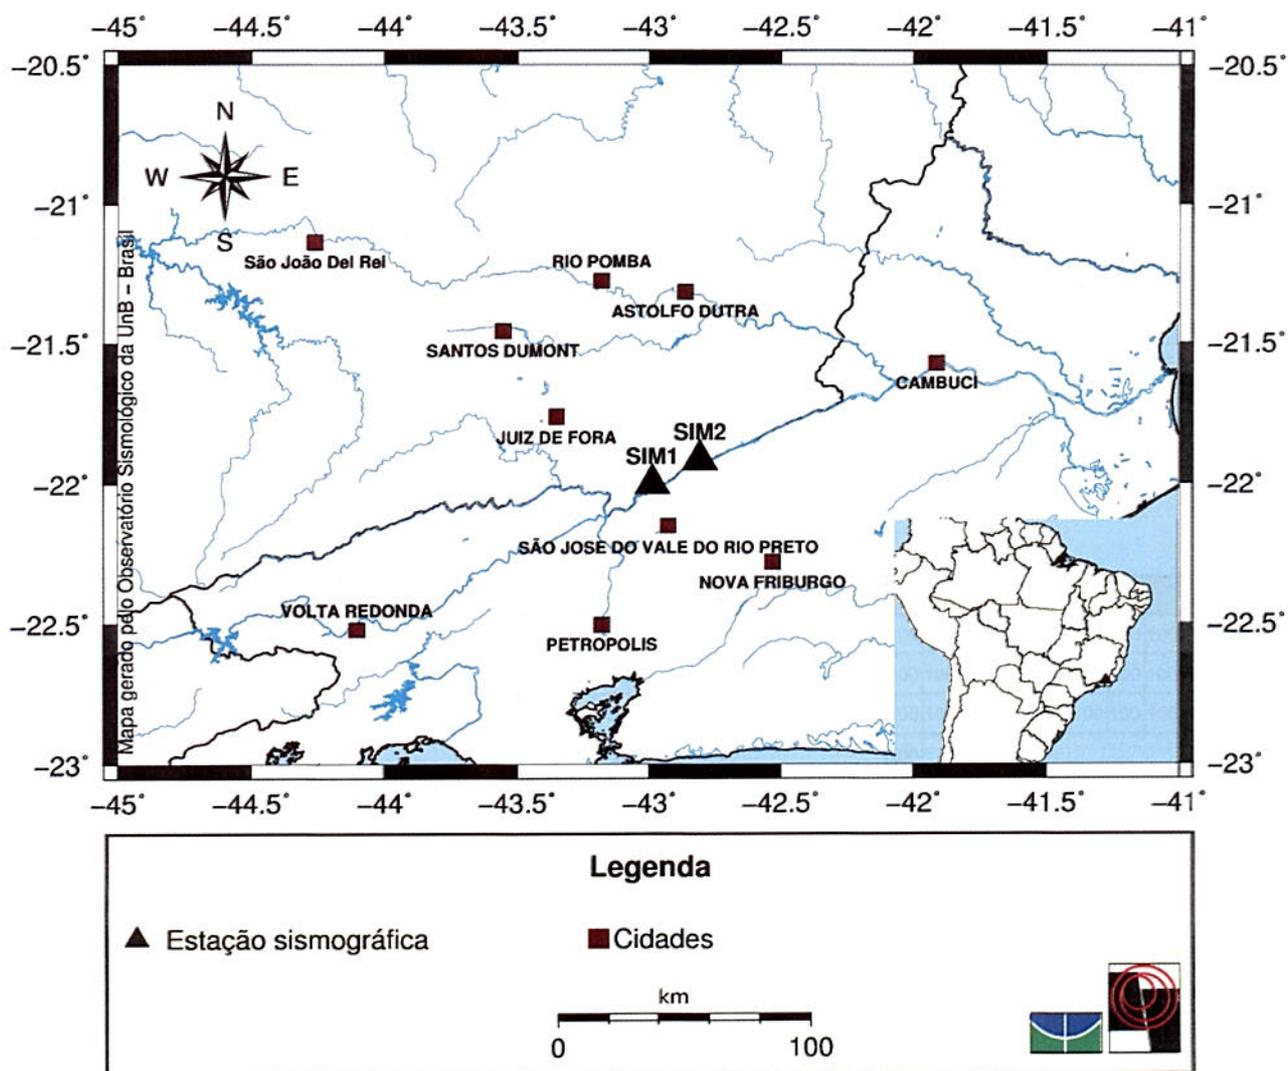 -45° -44.5° -44° -43.5° -43° -42.5° -42° -41.5° -41°
-20.5° -20.5°
N
W E
S
-21° -21°
São João Del Rei
RIO POMBA
ASTOLFO DUTRA
-21.5° -21.5°
SANTOS DUMONT
CAMBUCI
JUIZ DE FORA
SIM2
SIM1
-22° -22°
SÃO JOSE DO VALE DO RIO PRETO
NOVA FRIBURGO
VOLTA REDONDA
-22.5° -22.5°
PETROPOLIS
-23° -23°
Mapa gerado pelo Observatório Sismológico da UnB - Brasil
-45° -44.5° -44° -43.5° -43° -42.5° -42° -41.5° -41°
Legenda
Estação sismográfica
Cidades
km
0 100